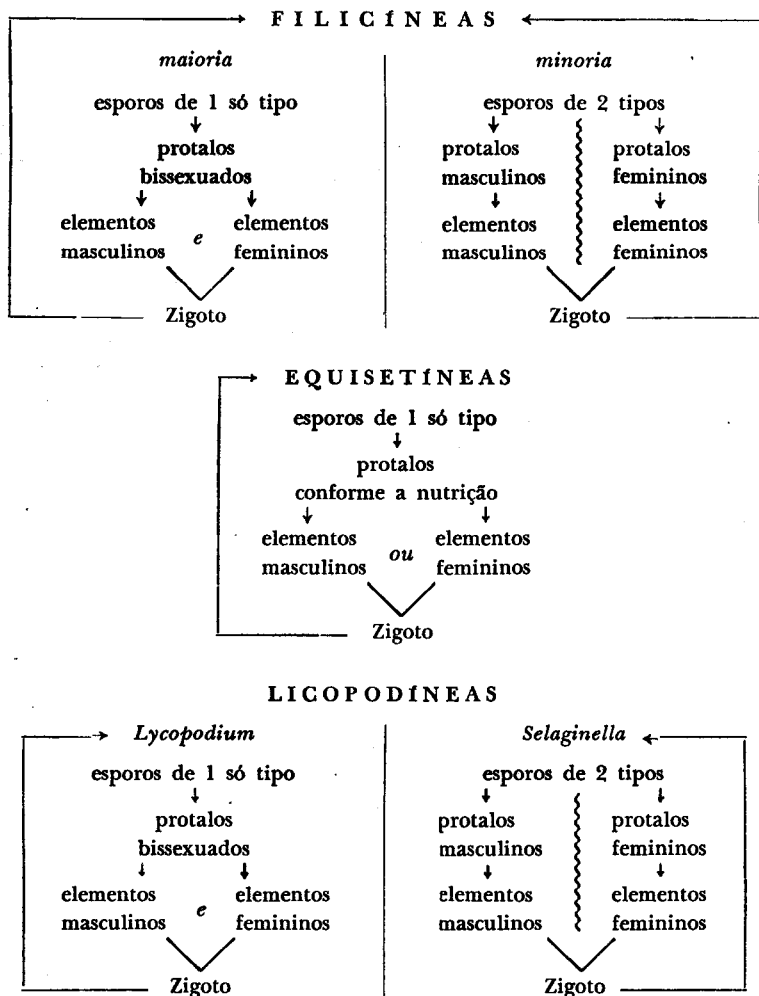 FILICÍNEAS
maioria
esporos de 1 só tipo
protalos
bissexuados
elementos
masculinos
e
elementos
femininos
Zigoto
minoria
esporos de 2 tipos
protalos
masculinos
elementos
masculinos
protalos
femininos
elementos
femininos
Zigoto
EQUISETÍNEAS
esporos de 1 só tipo
protalos
conforme a nutrição
elementos
masculinos
ou
elementos
femininos
Zigoto
LICOPODÍNEAS
Lycopodium
esporos de 1 só tipo
protalos
bissexuados
elementos
masculinos
e
elementos
femininos
Zigoto
Selaginella
esporos de 2 tipos
protalos
masculinos
elementos
masculinos
protalos
femininos
elementos
femininos
Zigoto